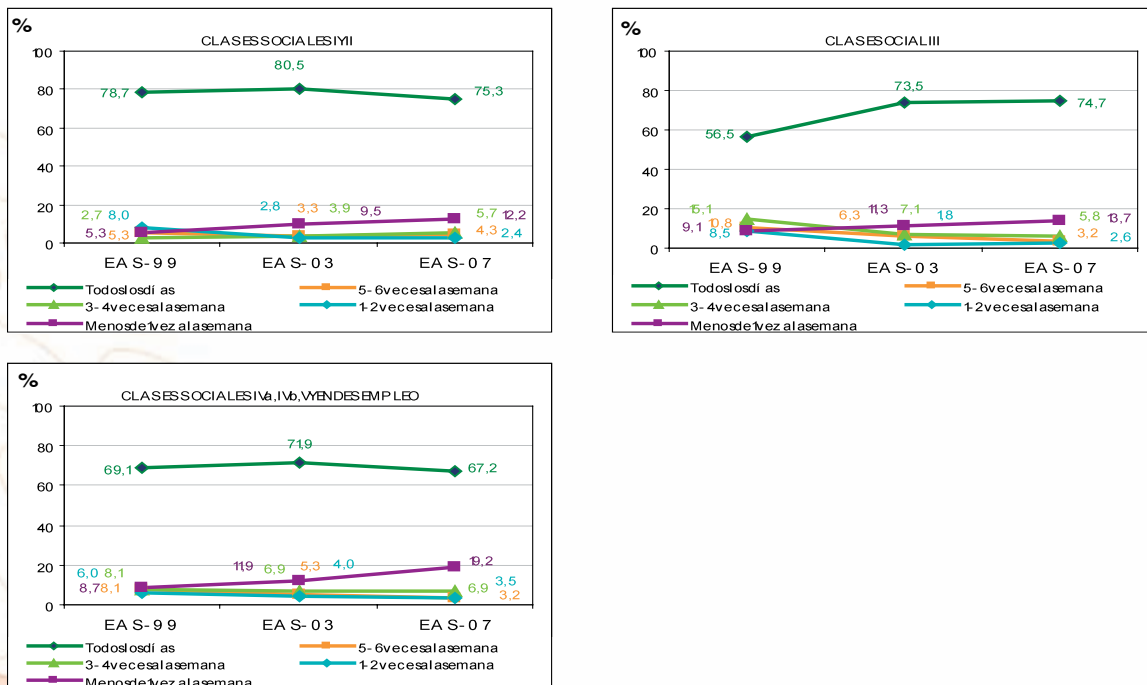 %
CLASES SOCIALES I Y II
100
80,5
78,7
75,3
80
60
40
20
2,7 8,0
2,8 3,3 3,9 9,5
5,7 12,2
5,3 5,3
4,3 2,4
0
EAS-99 EAS-03 EAS-07
Todos los días
5-6 veces a la semana
3-4 veces a la semana
1-2 veces a la semana
Menos de 1 vez a la semana
%
CLASE SOCIAL III
100
73,5
80
74,7
56,5
60
40
20
15,1
6,3 11,3 7,1 1,8
5,8 13,7
9,1 10,8
8,5
3,2
2,6
0
EAS-99 EAS-03 EAS-07
Todos los días
5-6 veces a la semana
3-4 veces a la semana
1-2 veces a la semana
Menos de 1 vez a la semana
%
CLASES SOCIALES IVa, IVb, V Y EN DESEMPLEO
100
80
71,9
69,1
67,2
60
40
20
6,0 8,1
11,9 6,9 5,3 4,0
19,2
8,7 8,1
6,9 3,5
3,2
0
EAS-99 EAS-03 EAS-07
Todos los días
5-6 veces a la semana
3-4 veces a la semana
1-2 veces a la semana
Menos de 1 vez a la semana